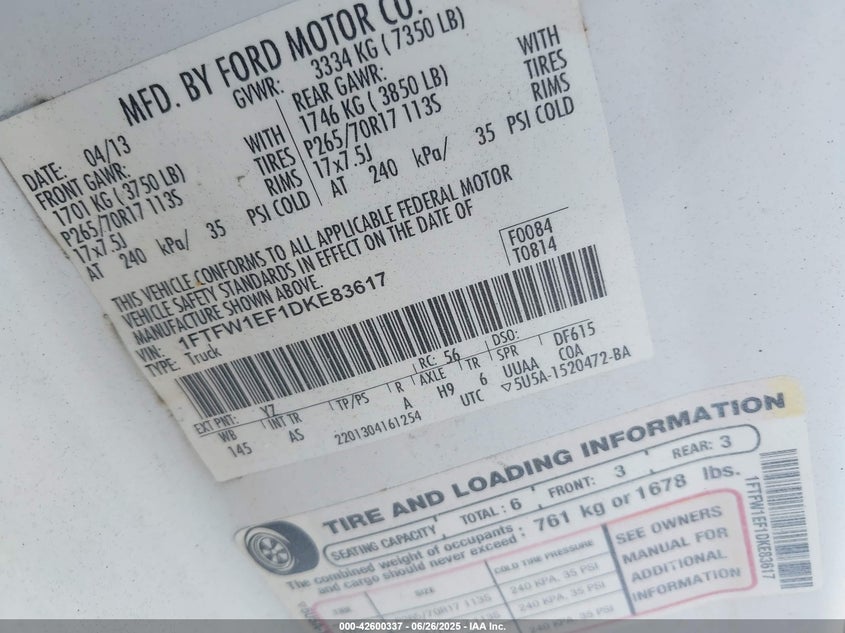 MFD. BY FORD MOTOR CO.
DATE: 04/13
GVWR: 3334 KG ( 7350 LB)
FRONT GAWR:
1701 KG ( 3750 LB)
P265/70R17 113S
17x7.5J
AT 240 kPa/ 35 PSI COLD
WITH
TIRES
RIMS
REAR GAWR:
1746 KG ( 3850 LB)
P265/70R17 113S
17x7.5J
AT 240 kPa/ 35 PSI COLD
WITH
TIRES
RIMS
THIS VEHICLE CONFORMS TO ALL APPLICABLE FEDERAL MOTOR
VEHICLE SAFETY STANDARDS IN EFFECT ON THE DATE OF
MANUFACTURE SHOWN ABOVE.
VIN: 1FTFW1EF1DKE83617
TYPE: Truck
F0084
T0814
EXT PNT: YZ
RC: 56
DSO:
WB
INT TR
TP/PS
R
AXLE
TR
SPR
DF615
145
AS
A
H9
6
UUAA
COA
2201304161254
UTC
▽5U5A-1520472-BA
TIRE AND LOADING INFORMATION
SEATING CAPACITY
TOTAL: 6
FRONT: 3
REAR: 3
The combined weight of occupants
and cargo should never exceed :
761 kg or 1678 lbs.
SIZE
COLD TIRE PRESSURE
240 KPA, 35 PSI
240 KPA, 35 PSI
240 KPA, 35 PSI
SEE OWNERS
MANUAL FOR
ADDITIONAL
INFORMATION
1FTFW1EF1DKE83617
000-42600337 - 06/26/2025 - IAA Inc.